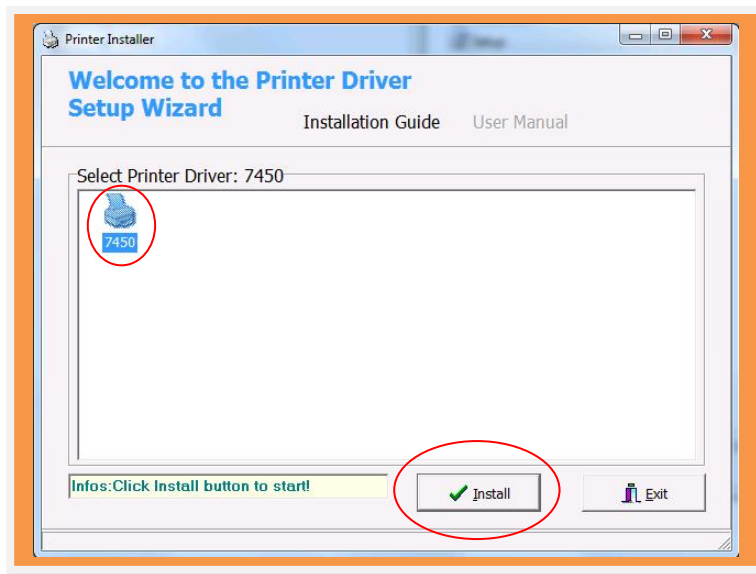 Printer Installer
Welcome to the Printer Driver
Setup Wizard
Installation Guide User Manual
Select Printer Driver: 7450
7450
Infos:Click Install button to start!
Install
Exit